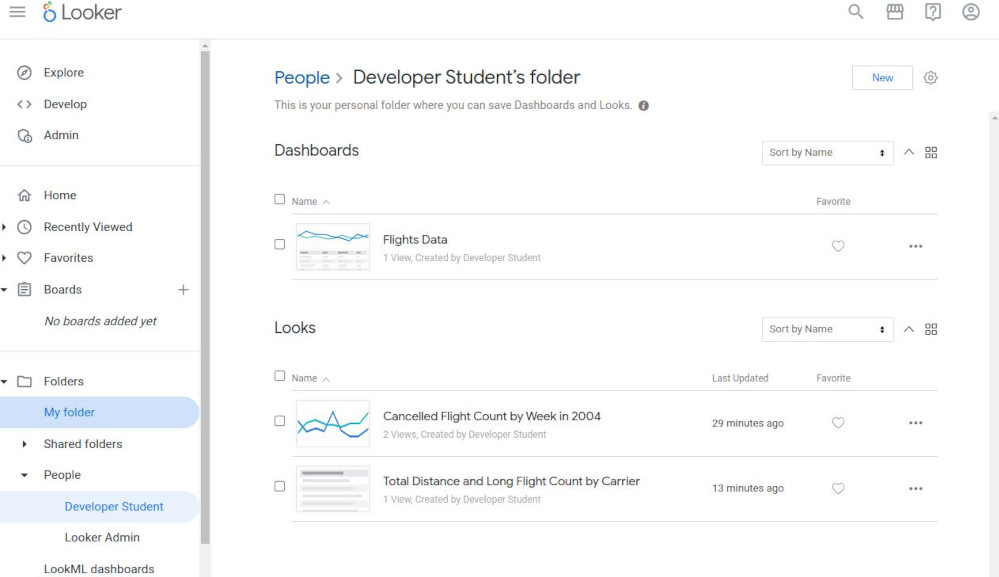 Looker
Explore
Develop
Admin
Home
Recently Viewed
Favorites
Boards
No boards added yet
Folders
My folder
Shared folders
People
Developer Student
Looker Admin
LookML dashboards
People > Developer Student's folder
New
This is your personal folder where you can save Dashboards and Looks.
Dashboards
Sort by Name
Name
Favorite
Flights Data
1 View, Created by Developer Student
Looks
Sort by Name
Name
Last Updated
Favorite
Cancelled Flight Count by Week in 2004
2 Views, Created by Developer Student
29 minutes ago
Total Distance and Long Flight Count by Carrier
1 View, Created by Developer Student
13 minutes ago